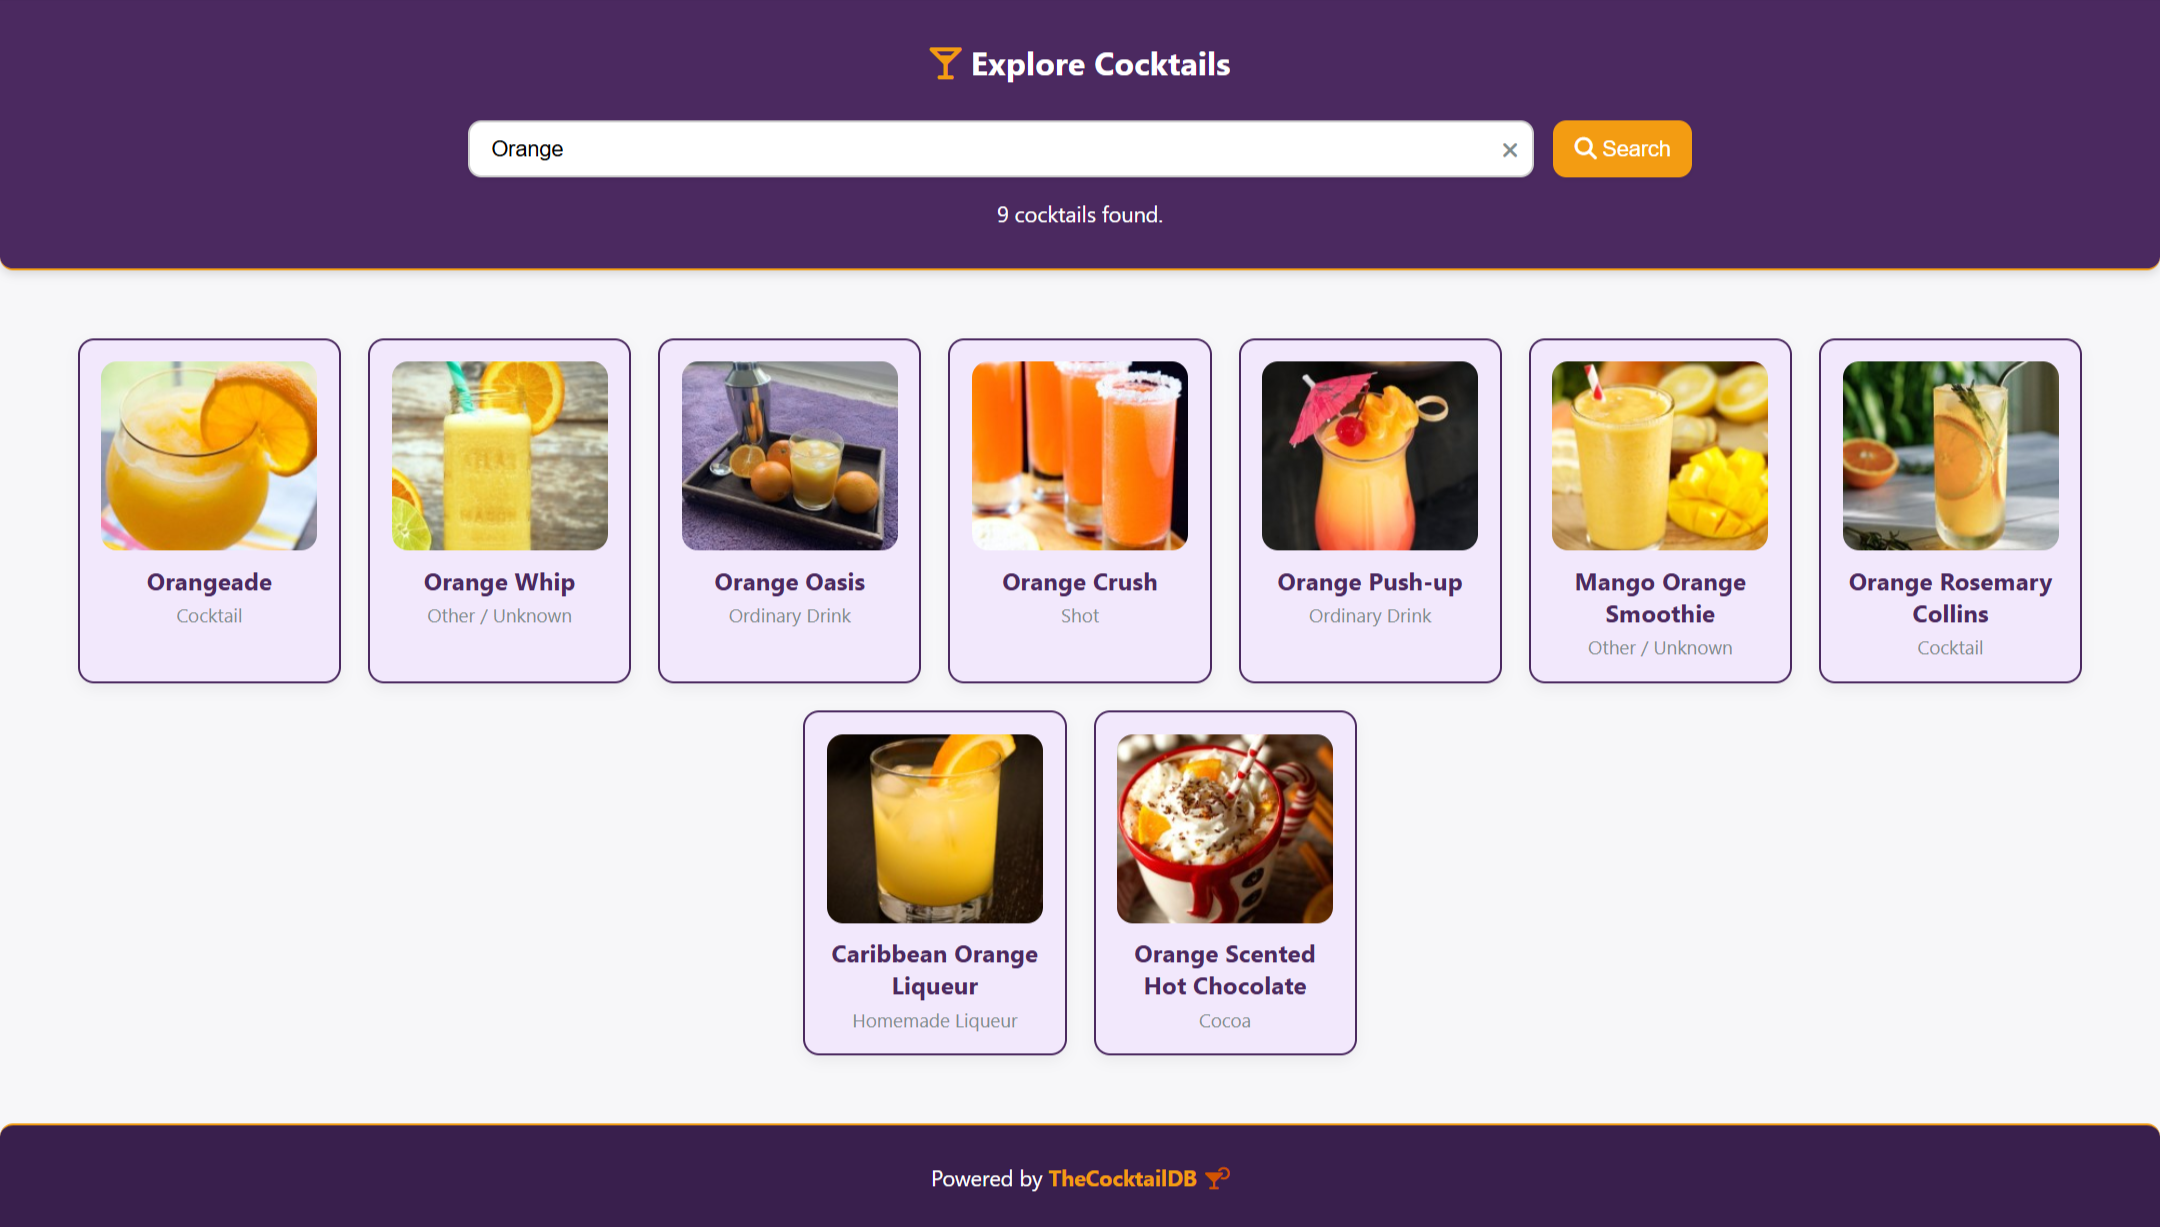 Explore Cocktails
Orange
Search
9 cocktails found.
Orangeade
Cocktail
Orange Whip
Other / Unknown
Orange Oasis
Ordinary Drink
Orange Crush
Shot
Orange Push-up
Ordinary Drink
Mango Orange
Smoothie
Other / Unknown
Orange Rosemary
Collins
Cocktail
Caribbean Orange
Liqueur
Homemade Liqueur
Orange Scented
Hot Chocolate
Cocoa
Powered by TheCocktailDB